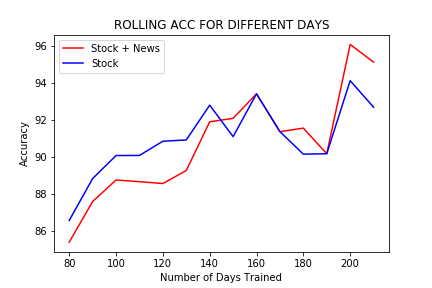 ROLLING ACC FOR DIFFERENT DAYS
Stock + News
Stock
96
94
92
90
88
86
Accuracy
80 100 120 140 160 180 200
Number of Days Trained